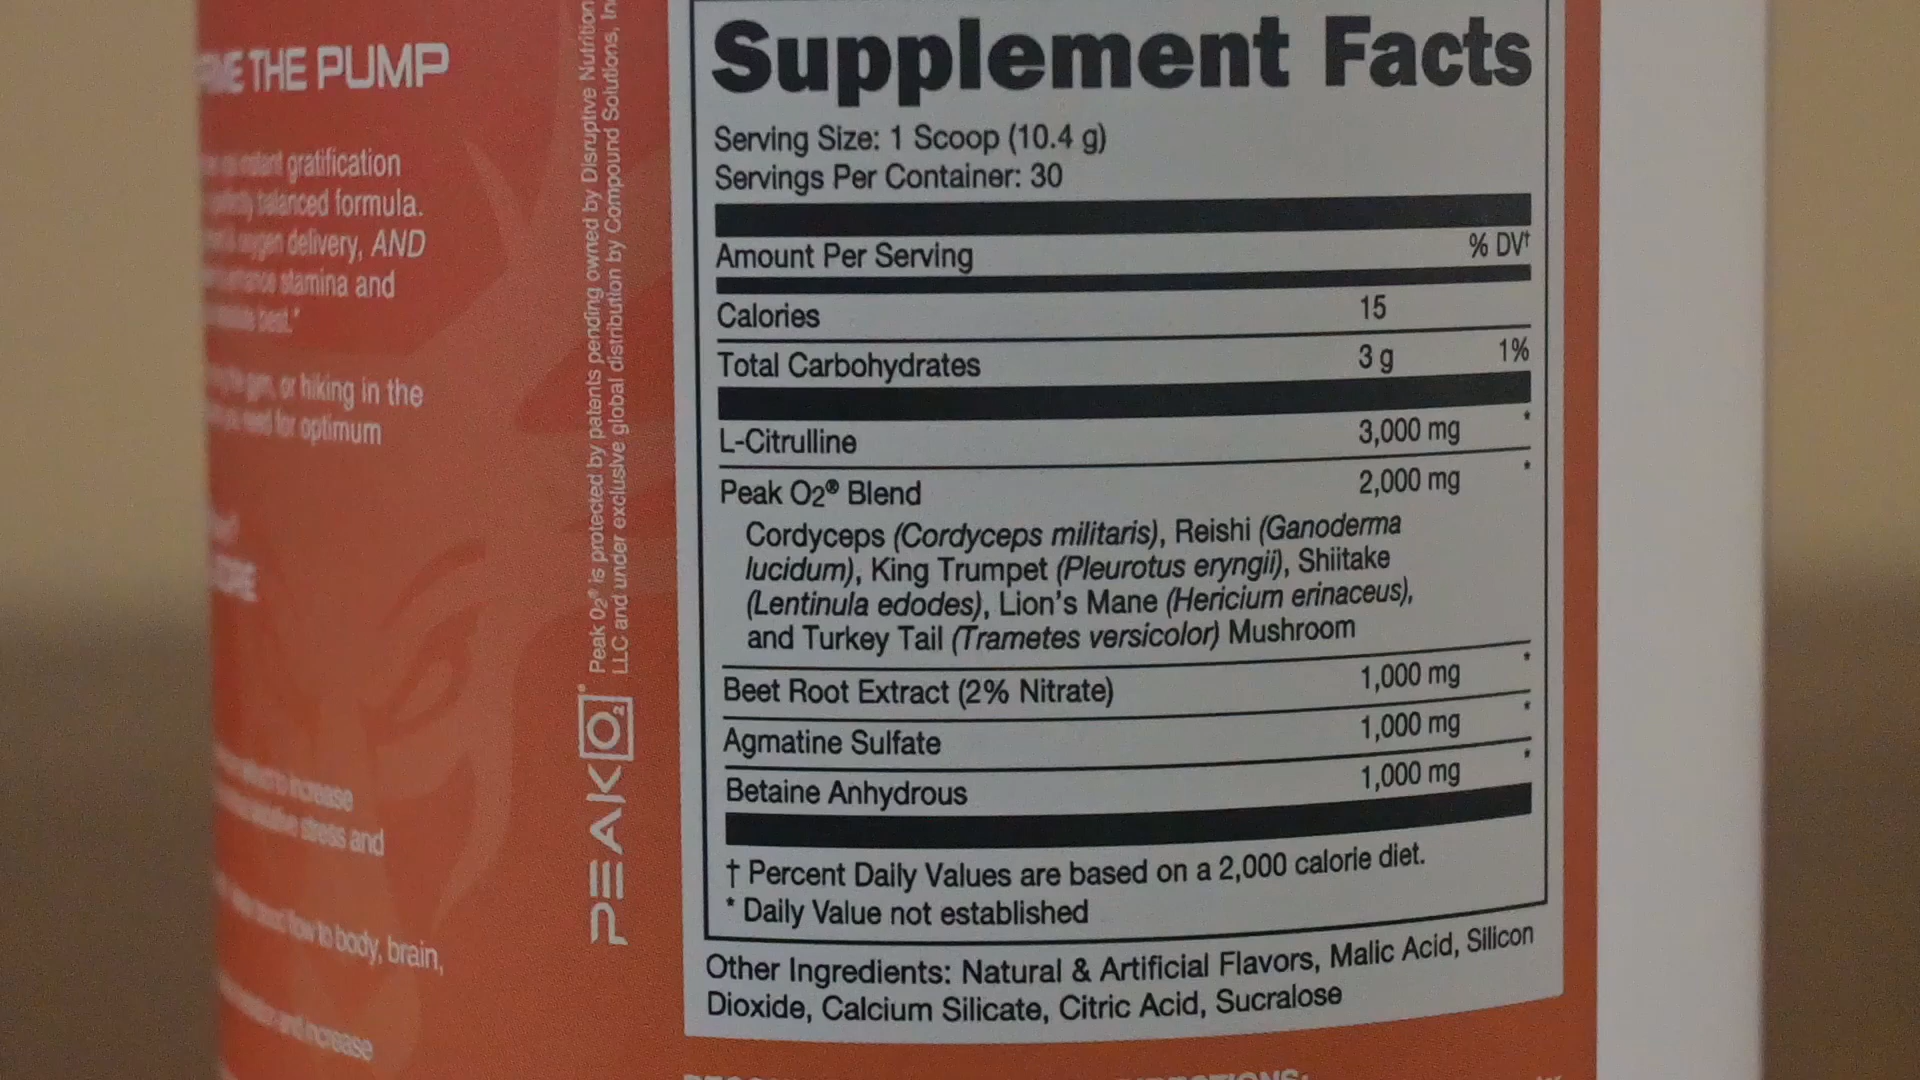 THE PUMP
gratification
balanced formula.
delivery, AND
stamina and
best.*
or hiking in the
for optimum
increase
stress and
to body, brain,
and increase
Peak O2® is protected by patents pending owned by Disruptive Nutrition
LLC and under exclusive global distribution by Compound Solutions,
PEAK O2®
Supplement Facts
Serving Size: 1 Scoop (10.4 g)
Servings Per Container: 30
Amount Per Serving % DV†
Calories 15
Total Carbohydrates 3 g 1%
L-Citrulline 3,000 mg *
Peak O2® Blend 2,000 mg *
Cordyceps (Cordyceps militaris), Reishi (Ganoderma
lucidum), King Trumpet (Pleurotus eryngii), Shiitake
(Lentinula edodes), Lion's Mane (Hericium erinaceus),
and Turkey Tail (Trametes versicolor) Mushroom
Beet Root Extract (2% Nitrate) 1,000 mg *
Agmatine Sulfate 1,000 mg *
Betaine Anhydrous 1,000 mg *
† Percent Daily Values are based on a 2,000 calorie diet.
* Daily Value not established
Other Ingredients: Natural & Artificial Flavors, Malic Acid, Silicon
Dioxide, Calcium Silicate, Citric Acid, Sucralose